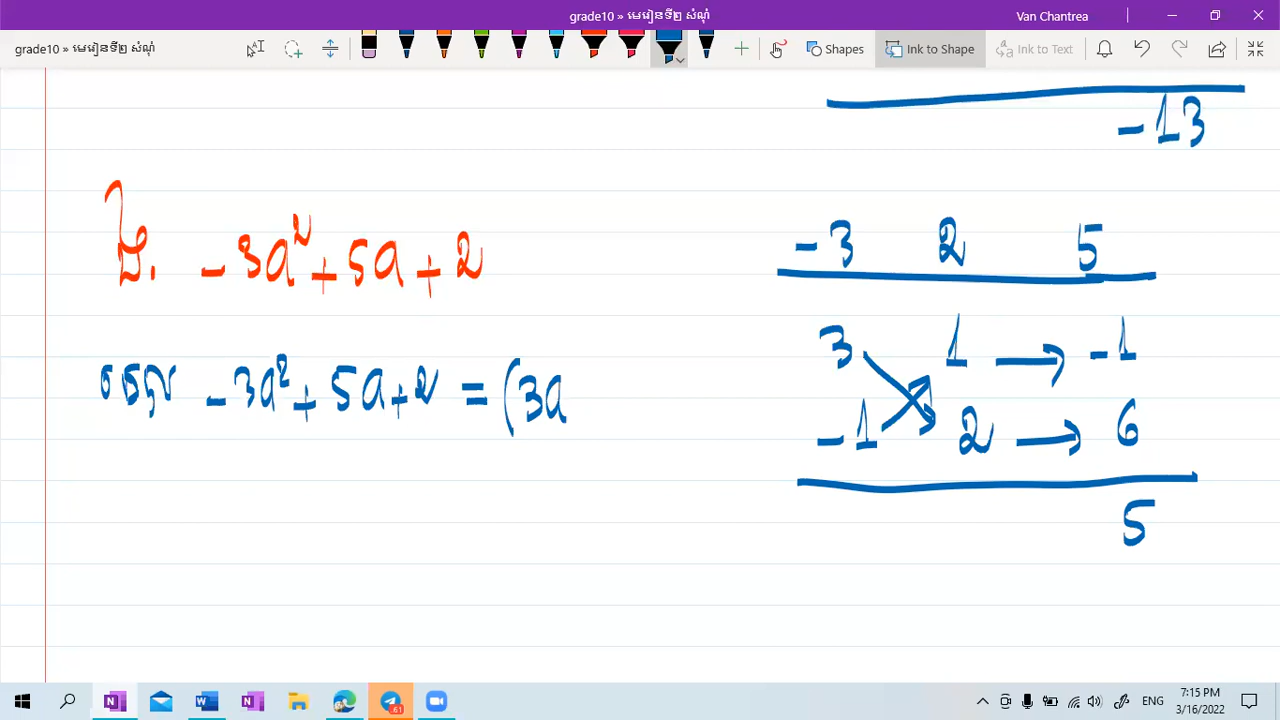 grade10 » មេរៀនទី២ សំណុំ
Van Chantrea
grade10 » មេរៀនទី២ សំណុំ
Shapes
Ink to Shape
Ink to Text
-13
-3a²+5a+2
-3 2 5
3 1 → -1
-3a²+5a+2 = (3a
-1 2 → 6
5
61
ENG
7:15 PM
3/16/2022